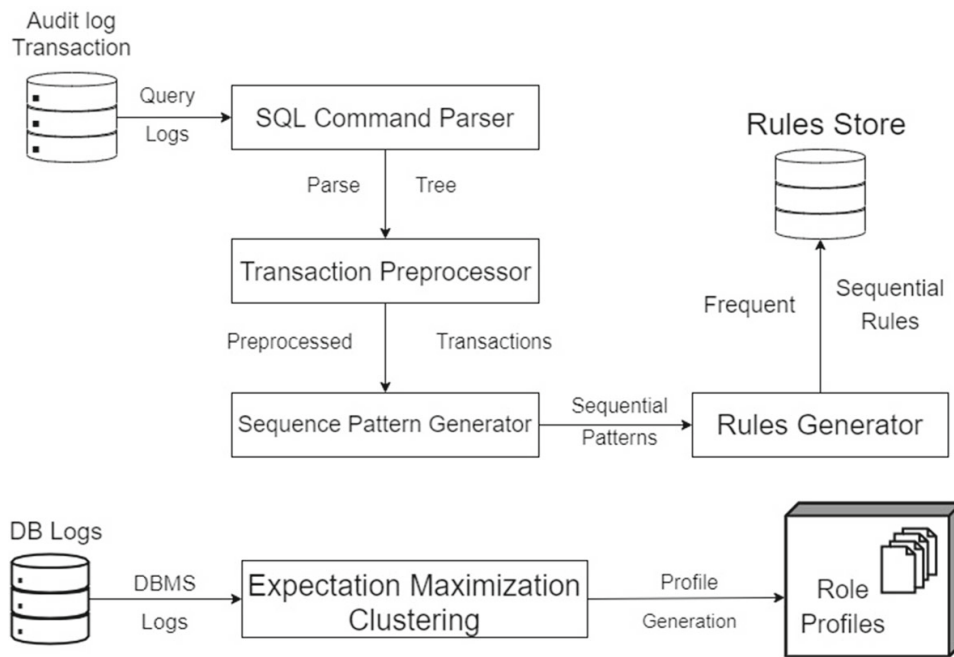 Audit log
Transaction
Query
Logs
SQL Command Parser
Parse Tree
Transaction Preprocessor
Preprocessed Transactions
Sequence Pattern Generator
Sequential
Patterns
Rules Generator
Frequent
Sequential
Rules
Rules Store
DB Logs
DBMS
Logs
Expectation Maximization
Clustering
Profile
Generation
Role
Profiles